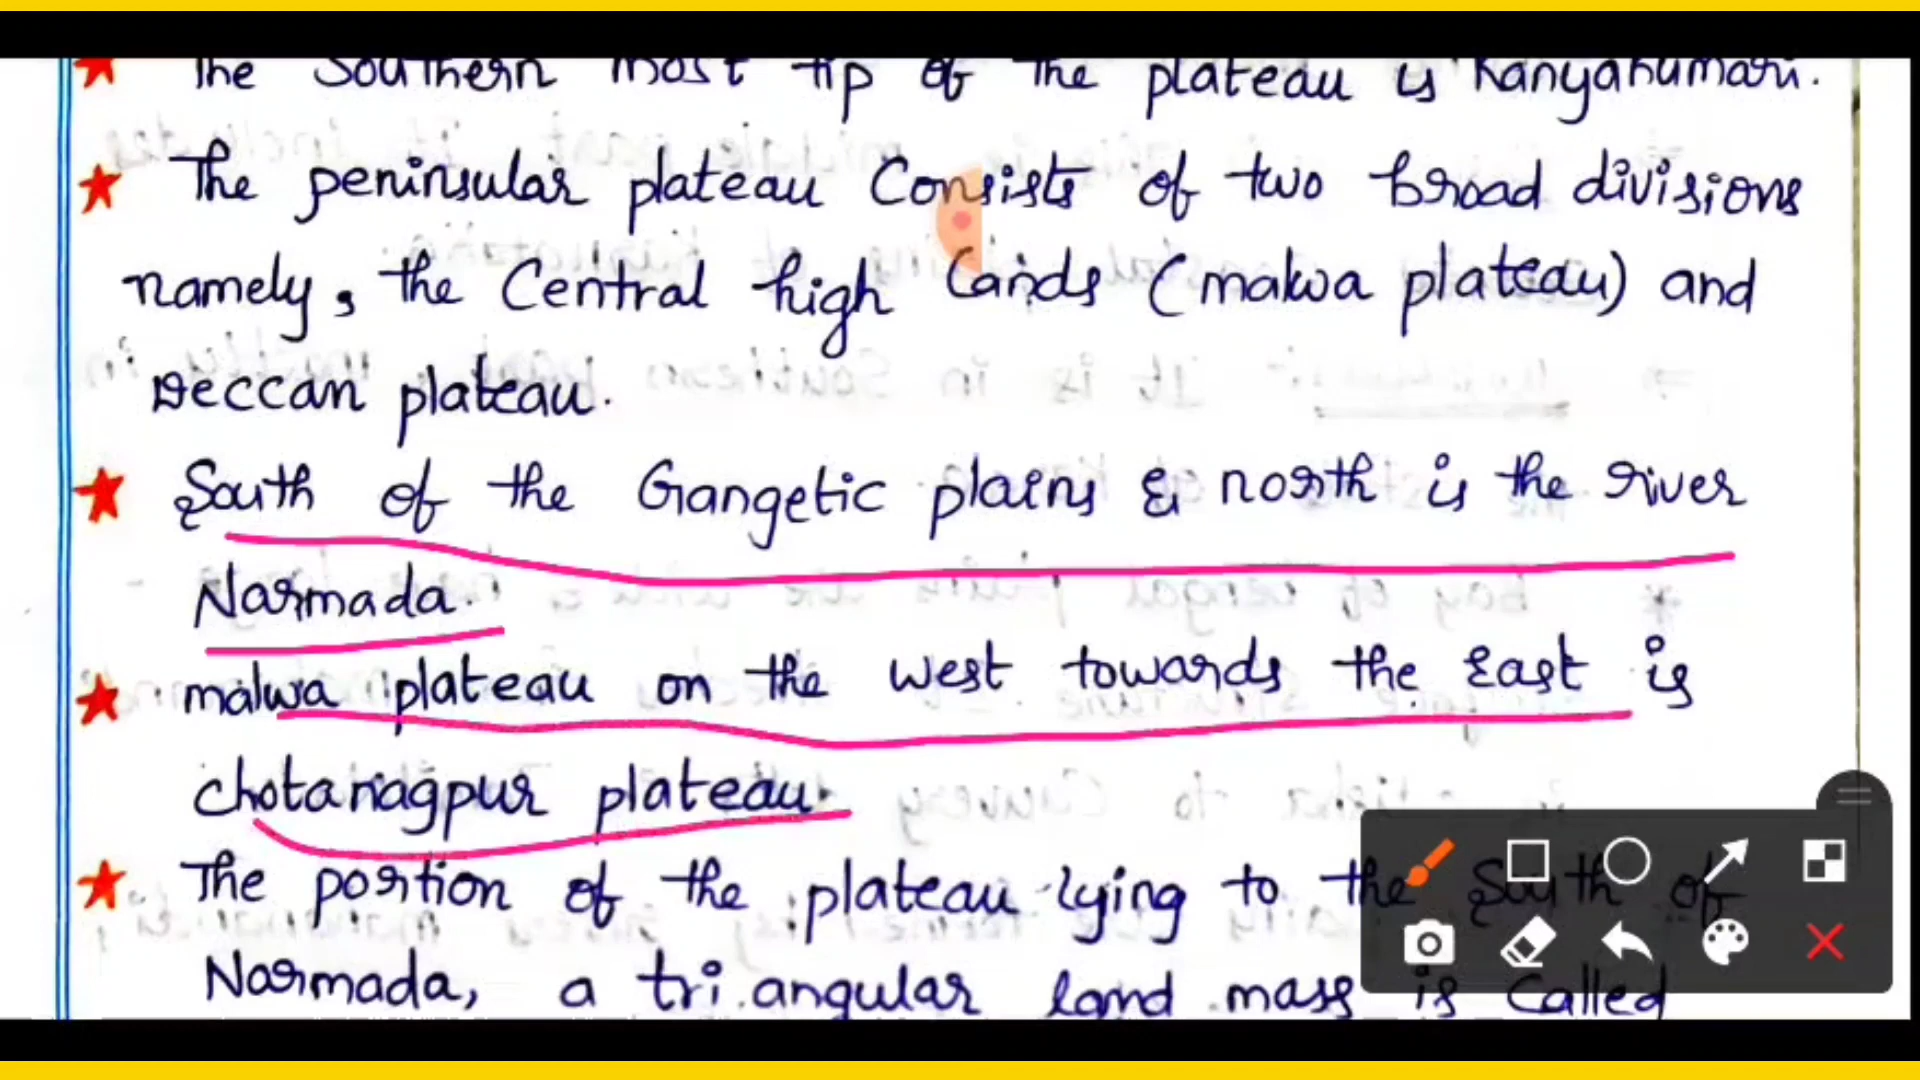 The Southern most tip of the plateau is Kanyakumari.
The peninsular plateau Consists of two broad divisions
namely, the Central high Lands (malwa plateau) and
Deccan plateau.
South of the Gangetic plains & north is the river
Narmada.
malwa plateau on the west towards the East is
chotanagpur plateau.
The portion of the plateau lying to the South of
Narmada, a tri angular land mass is called